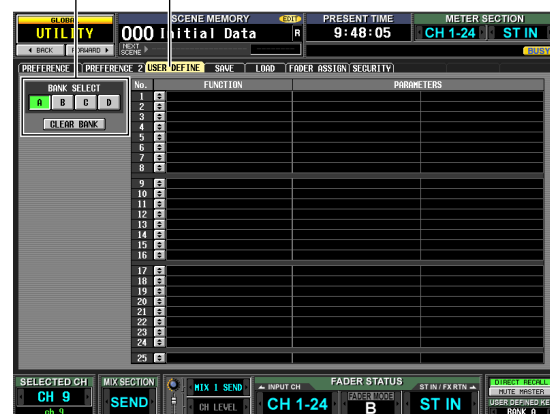 GLOBAL
UTILITY
BACK
FORWARD
SCENE MEMORY
EDIT
000 Initial Data
R
NEXT
SCENE
PRESENT TIME
9:48:05
METER SECTION
CH 1-24
ST IN
BUSY
PREFERENCE
PREFERENCE 2
USER DEFINE
SAVE
LOAD
FADER ASSIGN
SECURITY
BANK SELECT
A B C D
CLEAR BANK
No. FUNCTION PARAMETERS
1
2
3
4
5
6
7
8
9
10
11
12
13
14
15
16
17
18
19
20
21
22
23
24
25
SELECTED CH
CH 9
ch 9
MIX SECTION
SEND
MIX 1 SEND
CH LEVEL
FADER STATUS
INPUT CH
CH 1-24
FADER MODE
B
ST IN / FX RTN
ST IN
DIRECT RECALL
MUTE MASTER
USER DEFINED KE
BANK A